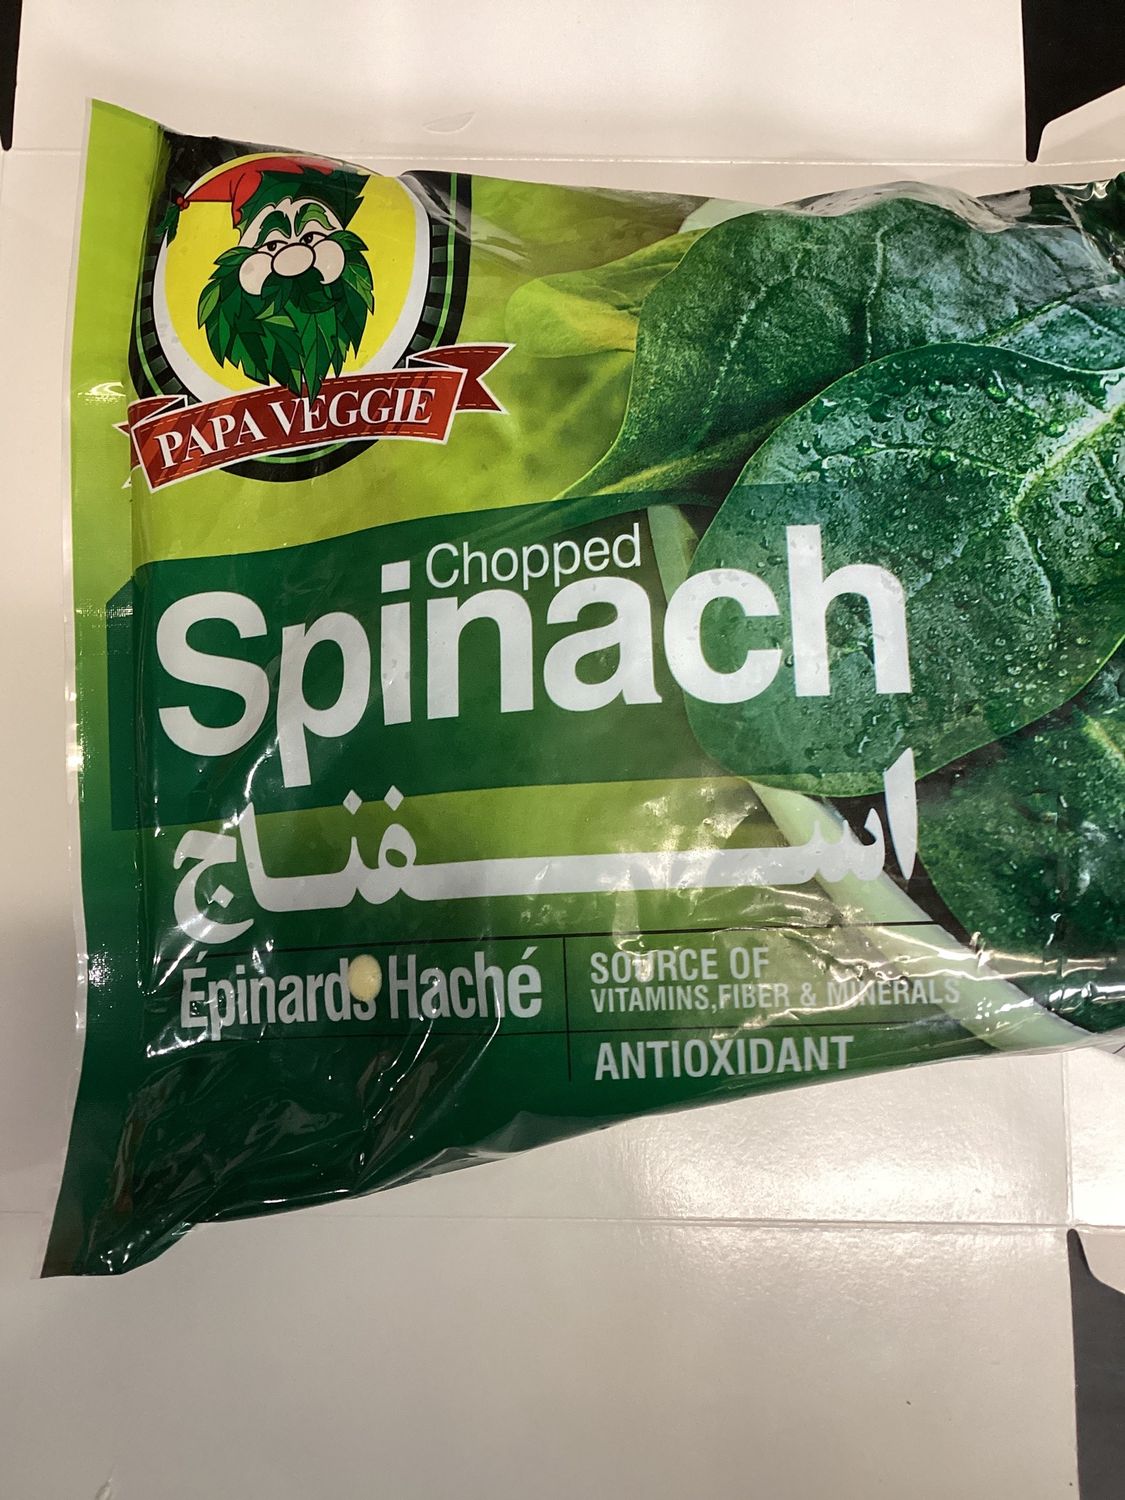 PAPA VEGGIE
Chopped
Spinach
اسفناج
Épinards Haché
SOURCE OF
VITAMINS,FIBER & MINERALS
ANTIOXIDANT